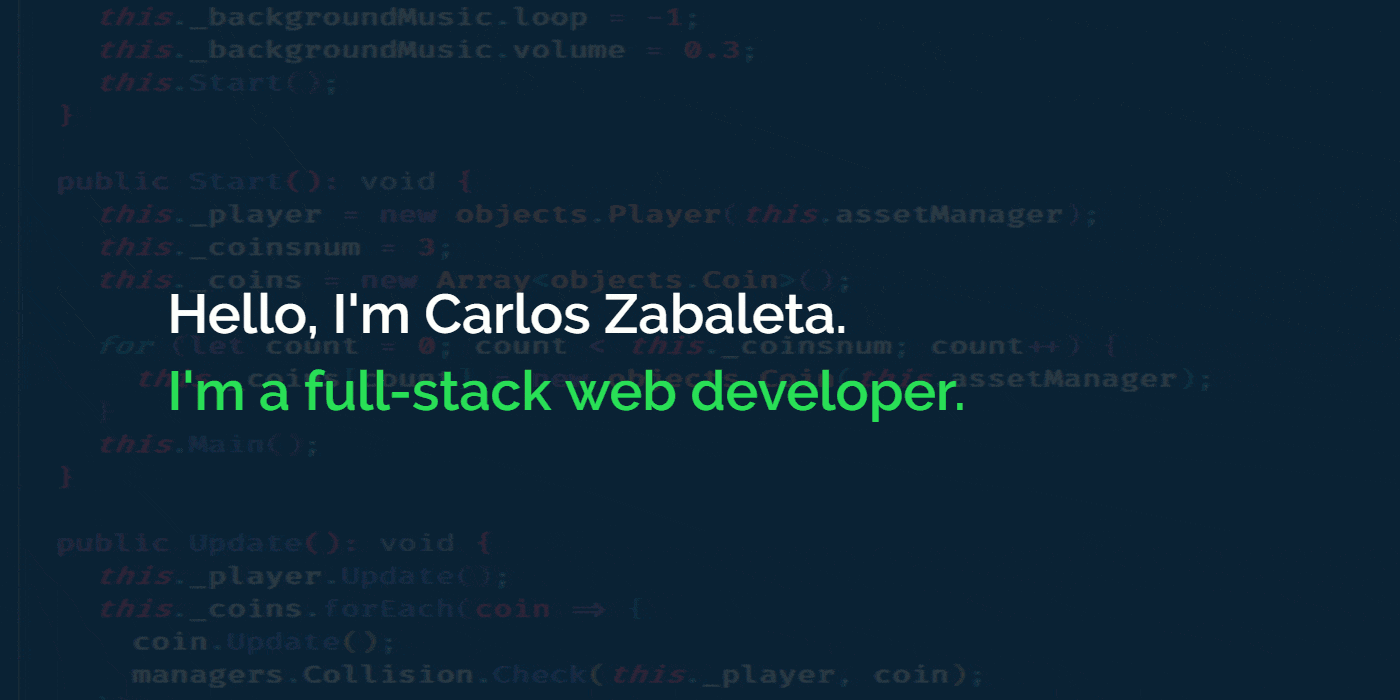 this._backgroundMusic.loop = -1;
this._backgroundMusic.volume = 0.3;
this.Start();
}
public Start(): void {
this._player = new objects.Player(this.assetManager);
this._coinsnum = 3;
this._coins = new Array<objects.Coin>();
Hello, I'm Carlos Zabaleta.
for (let count = 0; count < this._coinsnum; count++) {
this._coins[count] = new objects.Coin(this.assetManager);
I'm a full-stack web developer.
}
this.Main();
}
public Update(): void {
this._player.Update();
this._coins.forEach(coin => {
coin.Update();
managers.Collision.Check(this._player, coin);